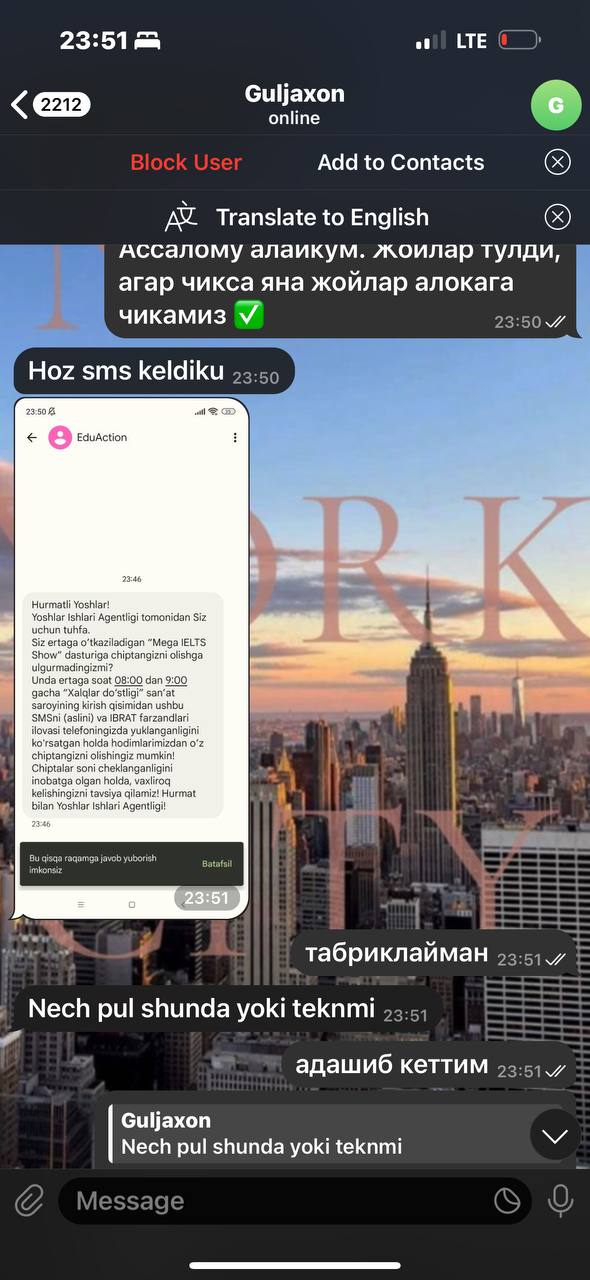 23:51
LTE
2212
Guljaxon
online
G
Block User
Add to Contacts
Translate to English
Ассалому алайкум. Жойлар тулди,
агар чикса яна жойлар алокага
чикамиз ✅
23:50
Hoz sms keldiku 23:50
23:50
EduAction
23:46
Hurmatli Yoshlar!
Yoshlar Ishlari Agentligi tomonidan Siz
uchun tuhfa.
Siz ertaga o‘tkaziladigan “Mega IELTS
Show” dasturiga chiptangizni olishga
ulgurmadingizmi?
Unda ertaga soat 08:00 dan 9:00
gacha “Xalqlar do‘stligi” san’at
saroyining kirish qisimidan ushbu
SMSni (aslini) va IBRAT farzandlari
ilovasi telefoningizda yuklanganligini
ko‘rsatgan holda hodimlarimizdan o‘z
chiptangizni olishingiz mumkin!
Chiptalar soni cheklanganligini
inobatga olgan holda, vaxliroq
kelishingizni tavsiya qilamiz! Hurmat
bilan Yoshlar Ishlari Agentligi!
23:46
Bu qisqa raqamga javob yuborish
imkonsiz
Batafsil
23:51
табриклайман 23:51
Nech pul shunda yoki teknmi 23:51
адашиб кеттим 23:51
Guljaxon
Nech pul shunda yoki teknmi
Message